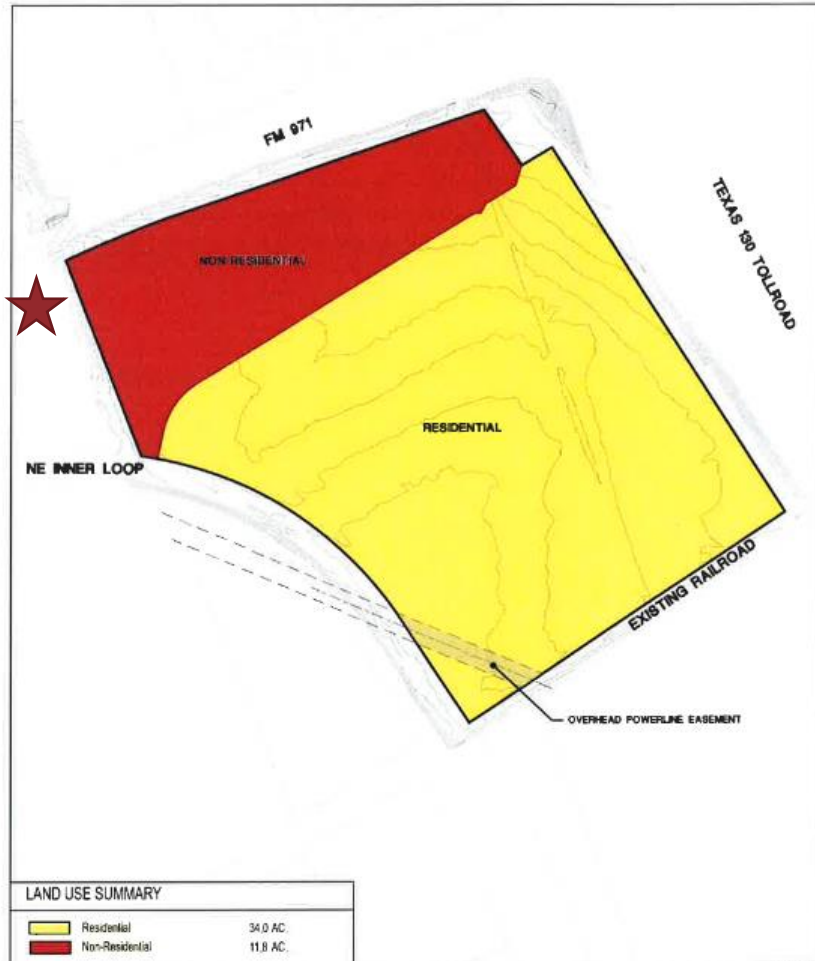 FM 971
TEXAS 130 TOLLROAD
NON-RESIDENTIAL
RESIDENTIAL
NE INNER LOOP
EXISTING RAILROAD
OVERHEAD POWERLINE EASEMENT
LAND USE SUMMARY
Residential 34.0 AC.
Non-Residential 11.8 AC.